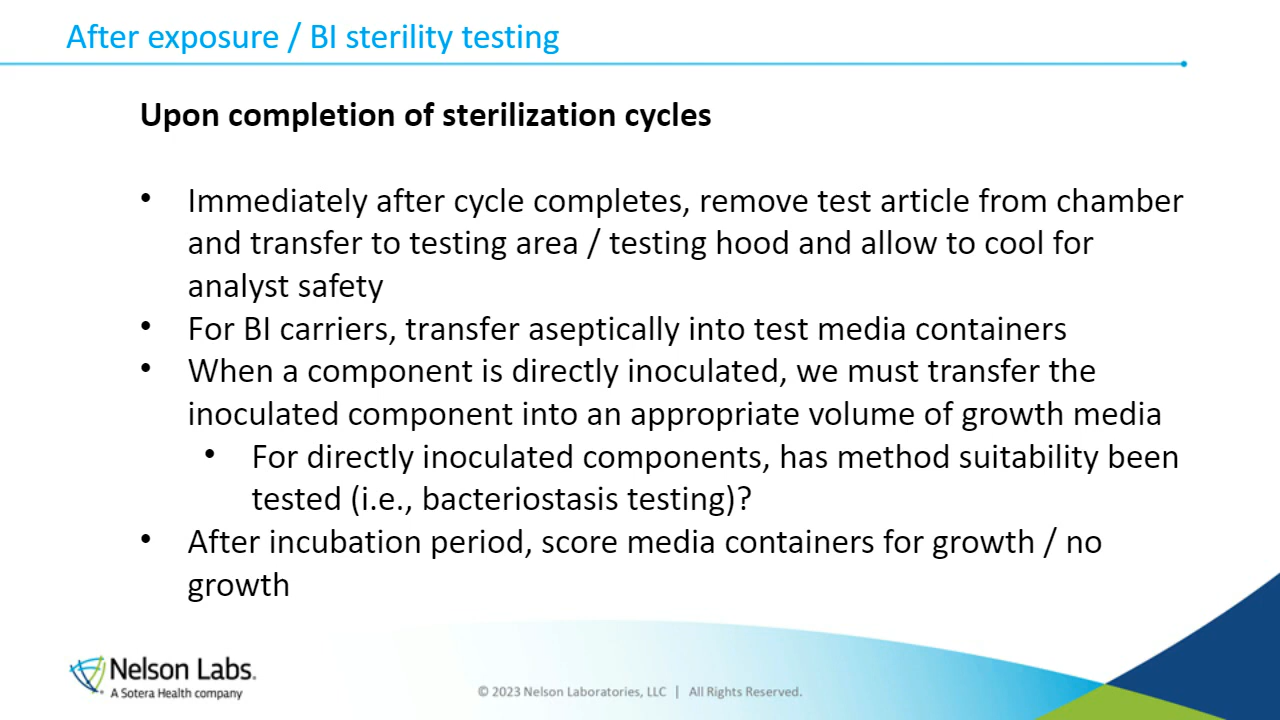 After exposure / BI sterility testing
Upon completion of sterilization cycles
• Immediately after cycle completes, remove test article from chamber
and transfer to testing area / testing hood and allow to cool for
analyst safety
• For BI carriers, transfer aseptically into test media containers
• When a component is directly inoculated, we must transfer the
inoculated component into an appropriate volume of growth media
• For directly inoculated components, has method suitability been
tested (i.e., bacteriostasis testing)?
• After incubation period, score media containers for growth / no
growth
Nelson Labs.
A Sotera Health company
© 2023 Nelson Laboratories, LLC | All Rights Reserved.